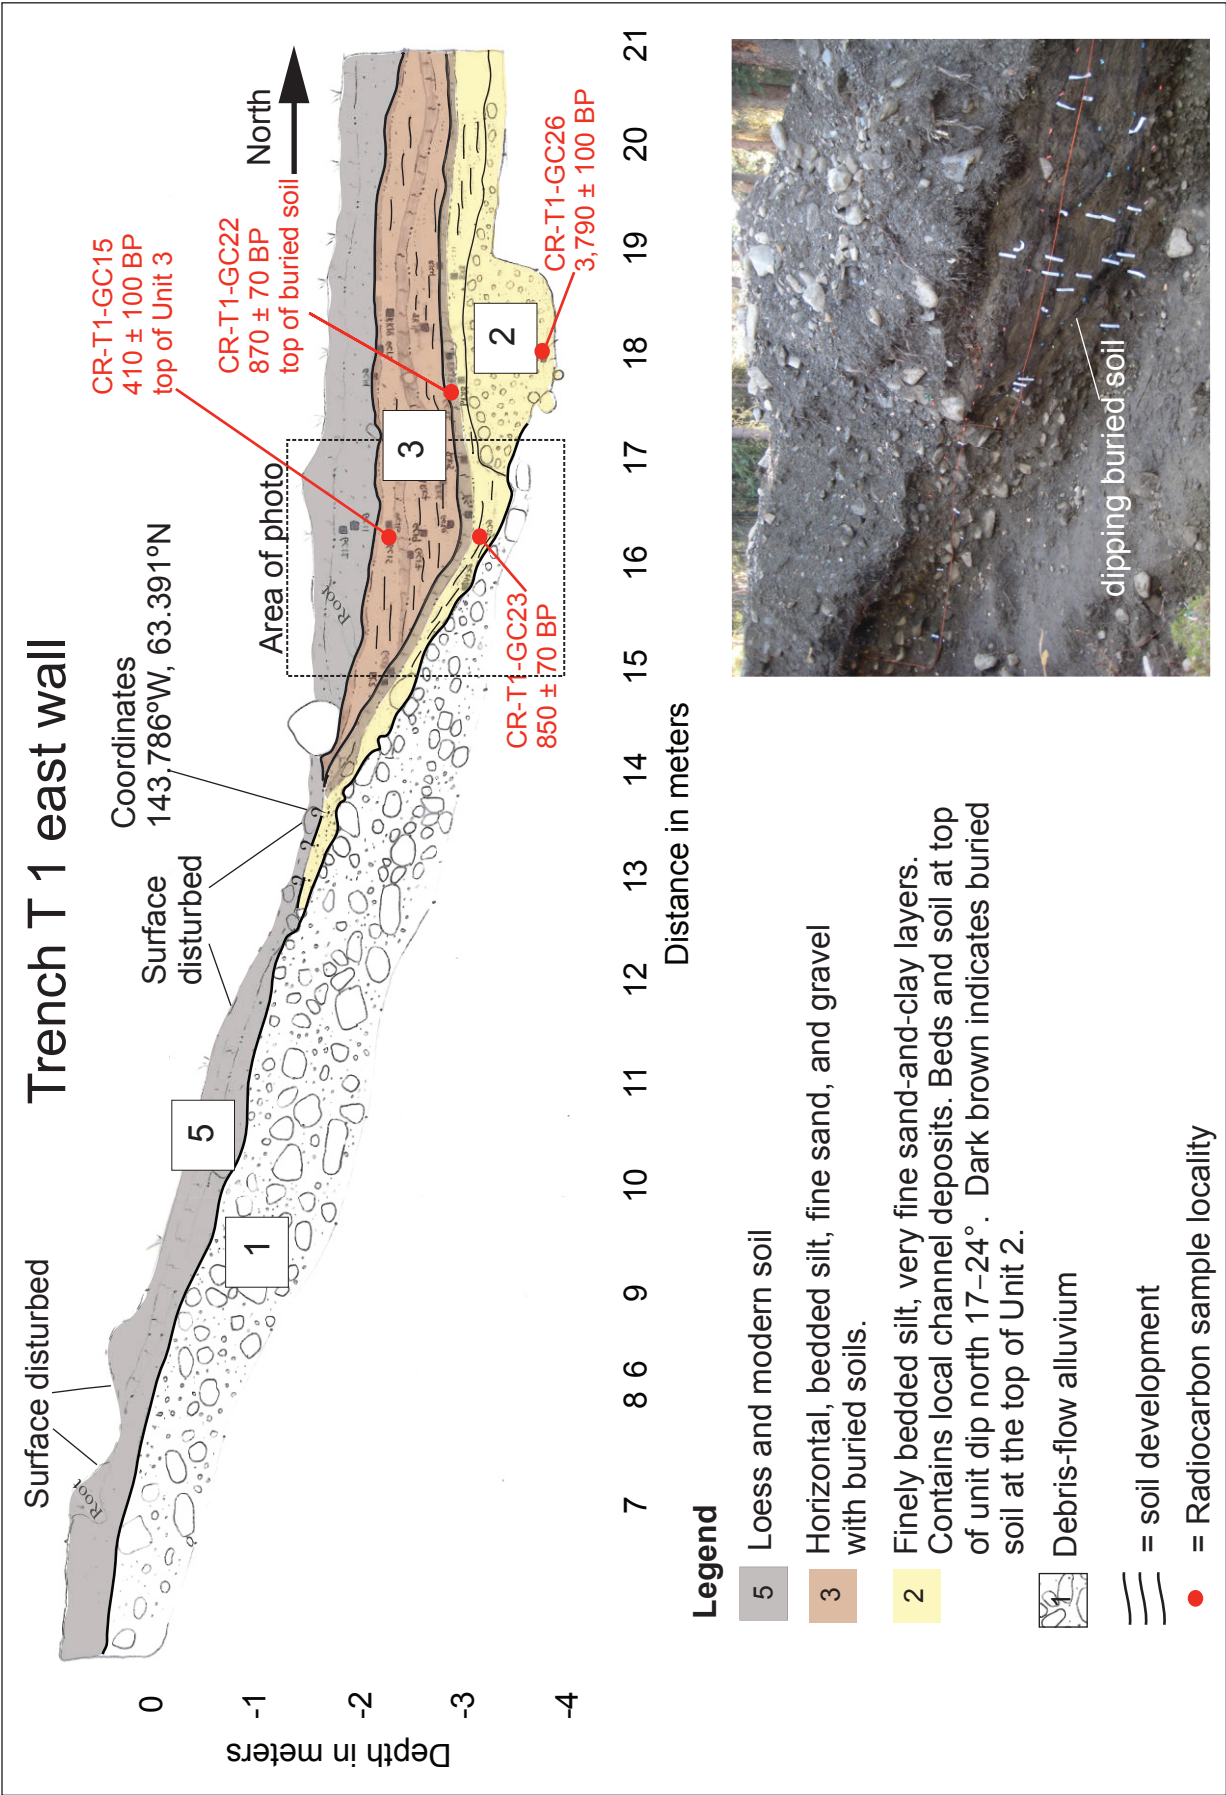 Trench T 1 east wall
Surface disturbed
Surface
disturbed
Coordinates
143.786ºW, 63.391ºN
Area of photo
CR-T1-GC15
410 ± 100 BP
top of Unit 3
CR-T1-GC22
870 ± 70 BP
top of buried soil
North
CR-T1-GC26
3,790 ± 100 BP
CR-T1-GC23
850 ± 70 BP
Root
Root
5
1
3
2
?
?
?
0
-1
-2
-3
-4
Depth in meters
7
8
6
9
10
11
12
13
14
15
16
17
18
19
20
21
Distance in meters
Legend
5
Loess and modern soil
3
Horizontal, bedded silt, fine sand, and gravel
with buried soils.
2
Finely bedded silt, very fine sand-and-clay layers.
Contains local channel deposits. Beds and soil at top
of unit dip north 17–24°. Dark brown indicates buried
soil at the top of Unit 2.
1
Debris-flow alluvium
= soil development
= Radiocarbon sample locality
dipping buried soil